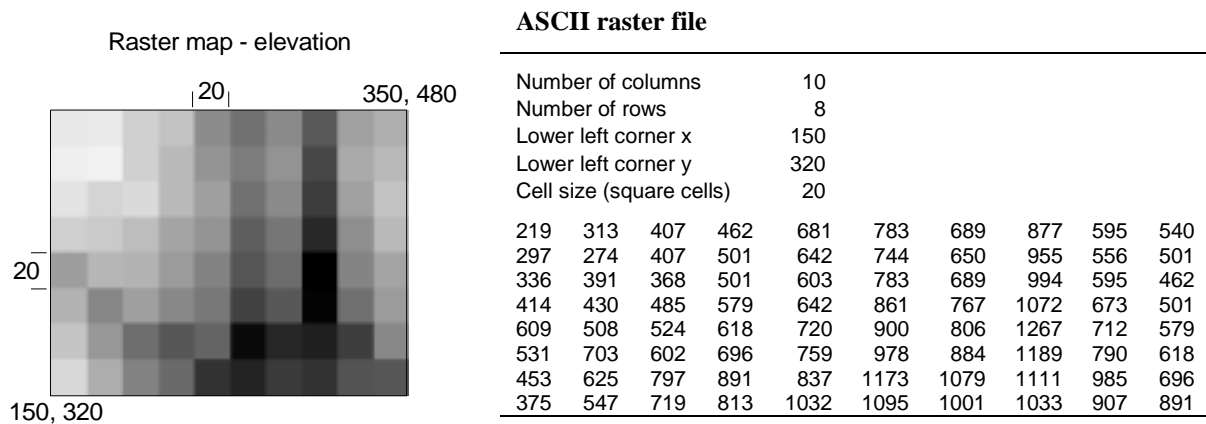 Raster map - elevation
20
350, 480
20
150, 320
ASCII raster file
Number of columns 10
Number of rows 8
Lower left corner x 150
Lower left corner y 320
Cell size (square cells) 20
219 313 407 462 681 783 689 877 595 540
297 274 407 501 642 744 650 955 556 501
336 391 368 501 603 783 689 994 595 462
414 430 485 579 642 861 767 1072 673 501
609 508 524 618 720 900 806 1267 712 579
531 703 602 696 759 978 884 1189 790 618
453 625 797 891 837 1173 1079 1111 985 696
375 547 719 813 1032 1095 1001 1033 907 891